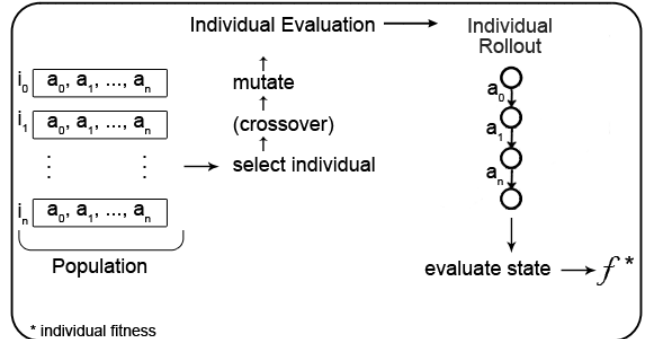 Individual Evaluation
Individual
Rollout
i0 a0, a1, ..., an
mutate
i1 a0, a1, ..., an
(crossover)
select individual
in a0, a1, ..., an
Population
a0
a1
an
evaluate state
f *
* individual fitness